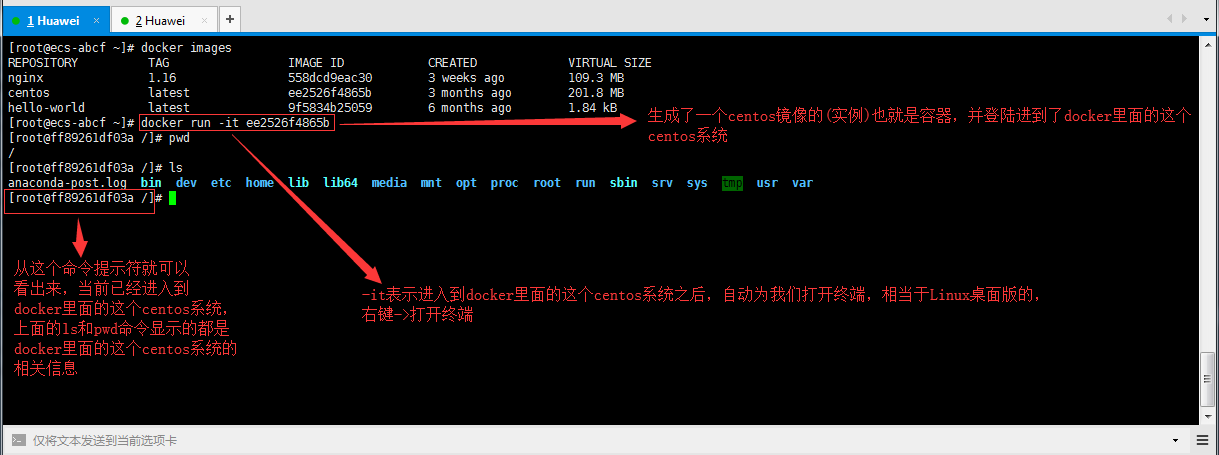 1 Huawei × 2 Huawei × +
[root@ecs-abcf ~]# docker images
REPOSITORY TAG IMAGE ID CREATED VIRTUAL SIZE
nginx 1.16 558dcd9eac30 3 weeks ago 109.3 MB
centos latest ee2526f4865b 3 months ago 201.8 MB
hello-world latest 9f5834b25059 6 months ago 1.84 kB
[root@ecs-abcf ~]# docker run -it ee2526f4865b
生成了一个centos镜像的(实例)也就是容器，并登陆进到了docker里面的这个
centos系统
[root@ff89261df03a /]# pwd
/
[root@ff89261df03a /]# ls
anaconda-post.log bin dev etc home lib lib64 media mnt opt proc root run sbin srv sys tmp usr var
[root@ff89261df03a /]#
从这个命令提示符就可以
看出来，当前已经进入到
docker里面的这个centos系统，
上面的ls和pwd命令显示的都是
docker里面的这个centos系统的
相关信息
-it表示进入到docker里面的这个centos系统之后，自动为我们打开终端，相当于Linux桌面版的，
右键->打开终端
仅将文本发送到当前选项卡